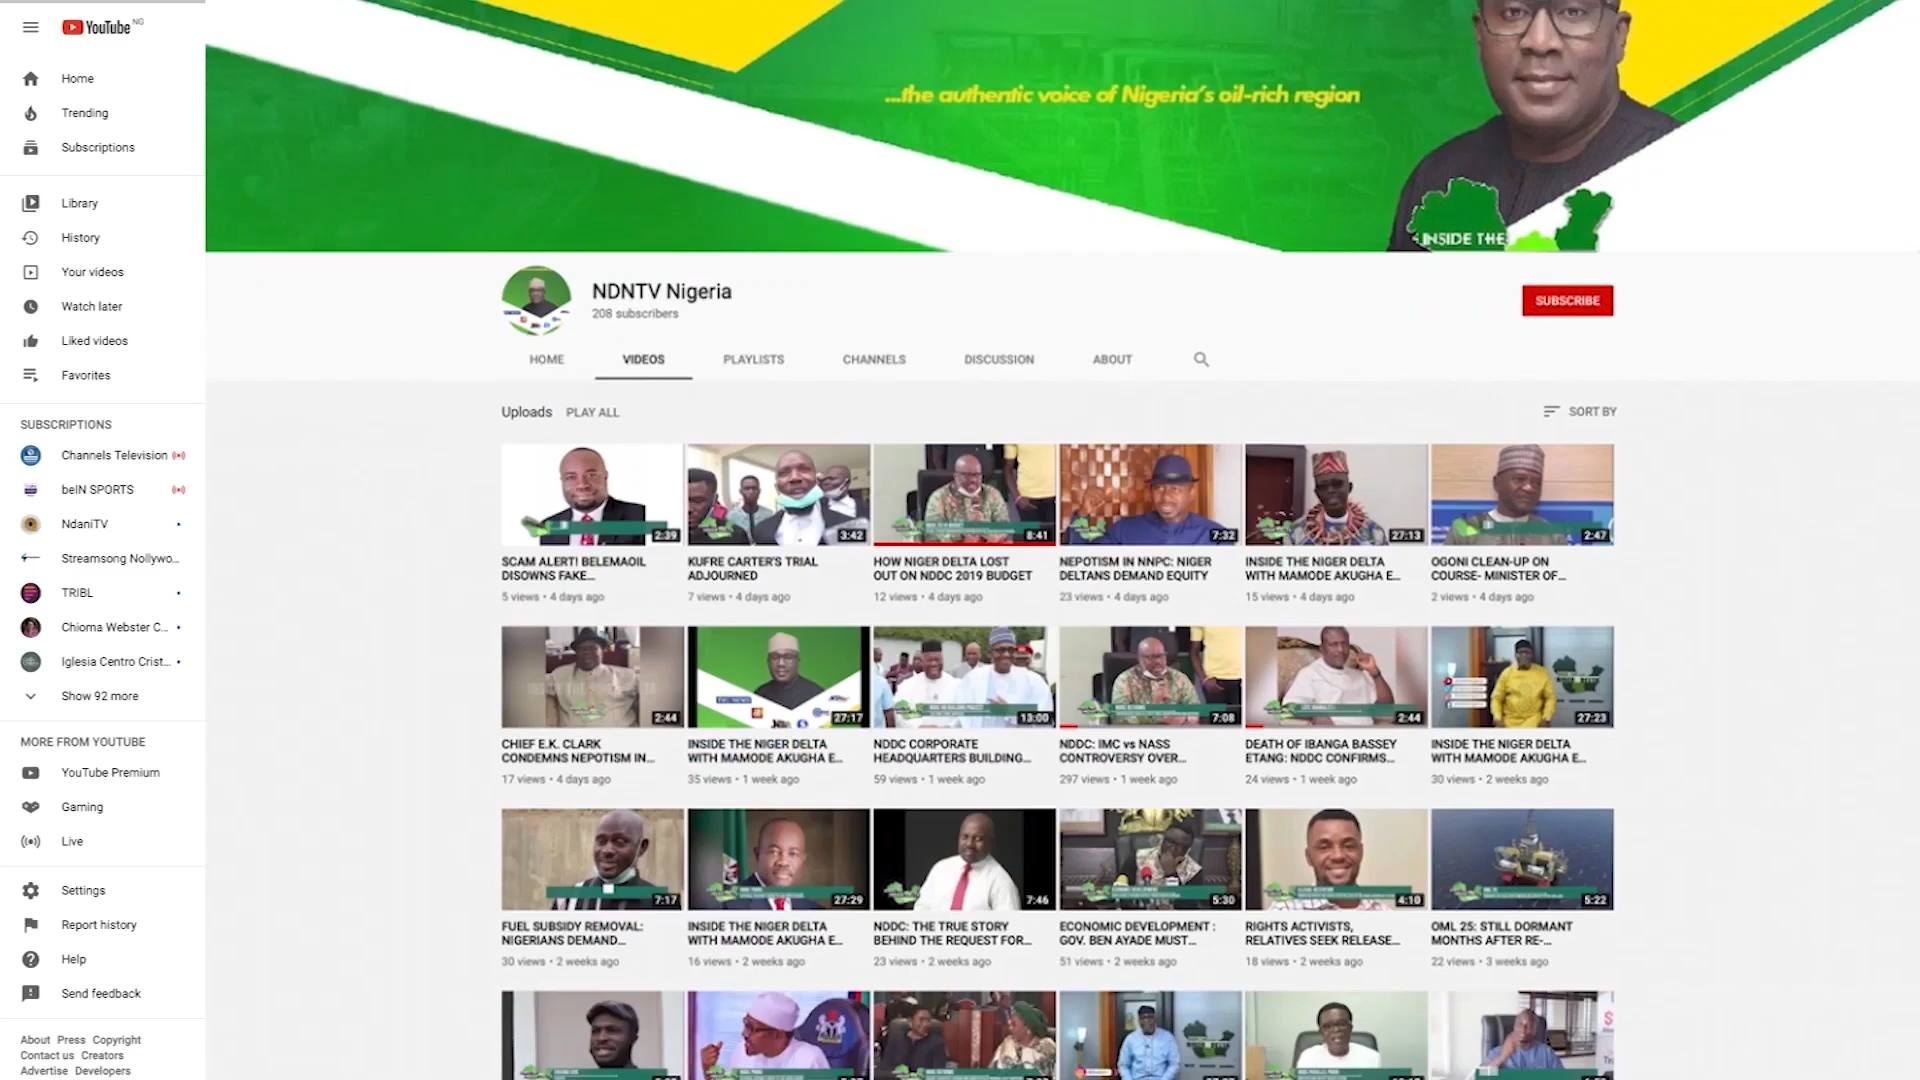 YouTube NG
Home
Trending
Subscriptions
Library
History
Your videos
Watch later
Liked videos
Favorites
SUBSCRIPTIONS
Channels Television
beIN SPORTS
NdaniTV
Streamsong Nollywo...
TRIBL
Chioma Webster C...
Iglesia Centro Crist...
Show 92 more
MORE FROM YOUTUBE
YouTube Premium
Gaming
Live
Settings
Report history
Help
Send feedback
About Press Copyright
Contact us Creators
Advertise Developers
...the authentic voice of Nigeria's oil-rich region
INSIDE THE
NDNTV Nigeria
208 subscribers
SUBSCRIBE
HOME VIDEOS PLAYLISTS CHANNELS DISCUSSION ABOUT
Uploads PLAY ALL
SORT BY
2:39
3:42
8:41
7:32
27:13
2:47
SCAM ALERT! BELEMAOIL
DISOWNS FAKE...
5 views • 4 days ago
KUFRE CARTER'S TRIAL
ADJOURNED
7 views • 4 days ago
HOW NIGER DELTA LOST
OUT ON NDDC 2019 BUDGET
12 views • 4 days ago
NEPOTISM IN NNPC: NIGER
DELTANS DEMAND EQUITY
23 views • 4 days ago
INSIDE THE NIGER DELTA
WITH MAMODE AKUGHA E...
15 views • 4 days ago
OGONI CLEAN-UP ON
COURSE- MINISTER OF...
2 views • 4 days ago
2:44
27:17
13:00
7:08
2:44
27:23
CHIEF E.K. CLARK
CONDEMNS NEPOTISM IN...
17 views • 4 days ago
INSIDE THE NIGER DELTA
WITH MAMODE AKUGHA E...
35 views • 1 week ago
NDDC CORPORATE
HEADQUARTERS BUILDING...
59 views • 1 week ago
NDDC: IMC vs NASS
CONTROVERSY OVER...
297 views • 1 week ago
DEATH OF IBANGA BASSEY
ETANG: NDDC CONFIRMS...
24 views • 1 week ago
INSIDE THE NIGER DELTA
WITH MAMODE AKUGHA E...
30 views • 2 weeks ago
7:17
27:29
7:46
5:30
4:10
5:22
FUEL SUBSIDY REMOVAL:
NIGERIANS DEMAND...
30 views • 2 weeks ago
INSIDE THE NIGER DELTA
WITH MAMODE AKUGHA E...
16 views • 2 weeks ago
NDDC: THE TRUE STORY
BEHIND THE REQUEST FOR...
23 views • 2 weeks ago
ECONOMIC DEVELOPMENT :
GOV. BEN AYADE MUST...
51 views • 2 weeks ago
RIGHTS ACTIVISTS,
RELATIVES SEEK RELEASE...
18 views • 2 weeks ago
OML 25: STILL DORMANT
MONTHS AFTER RE-...
22 views • 3 weeks ago